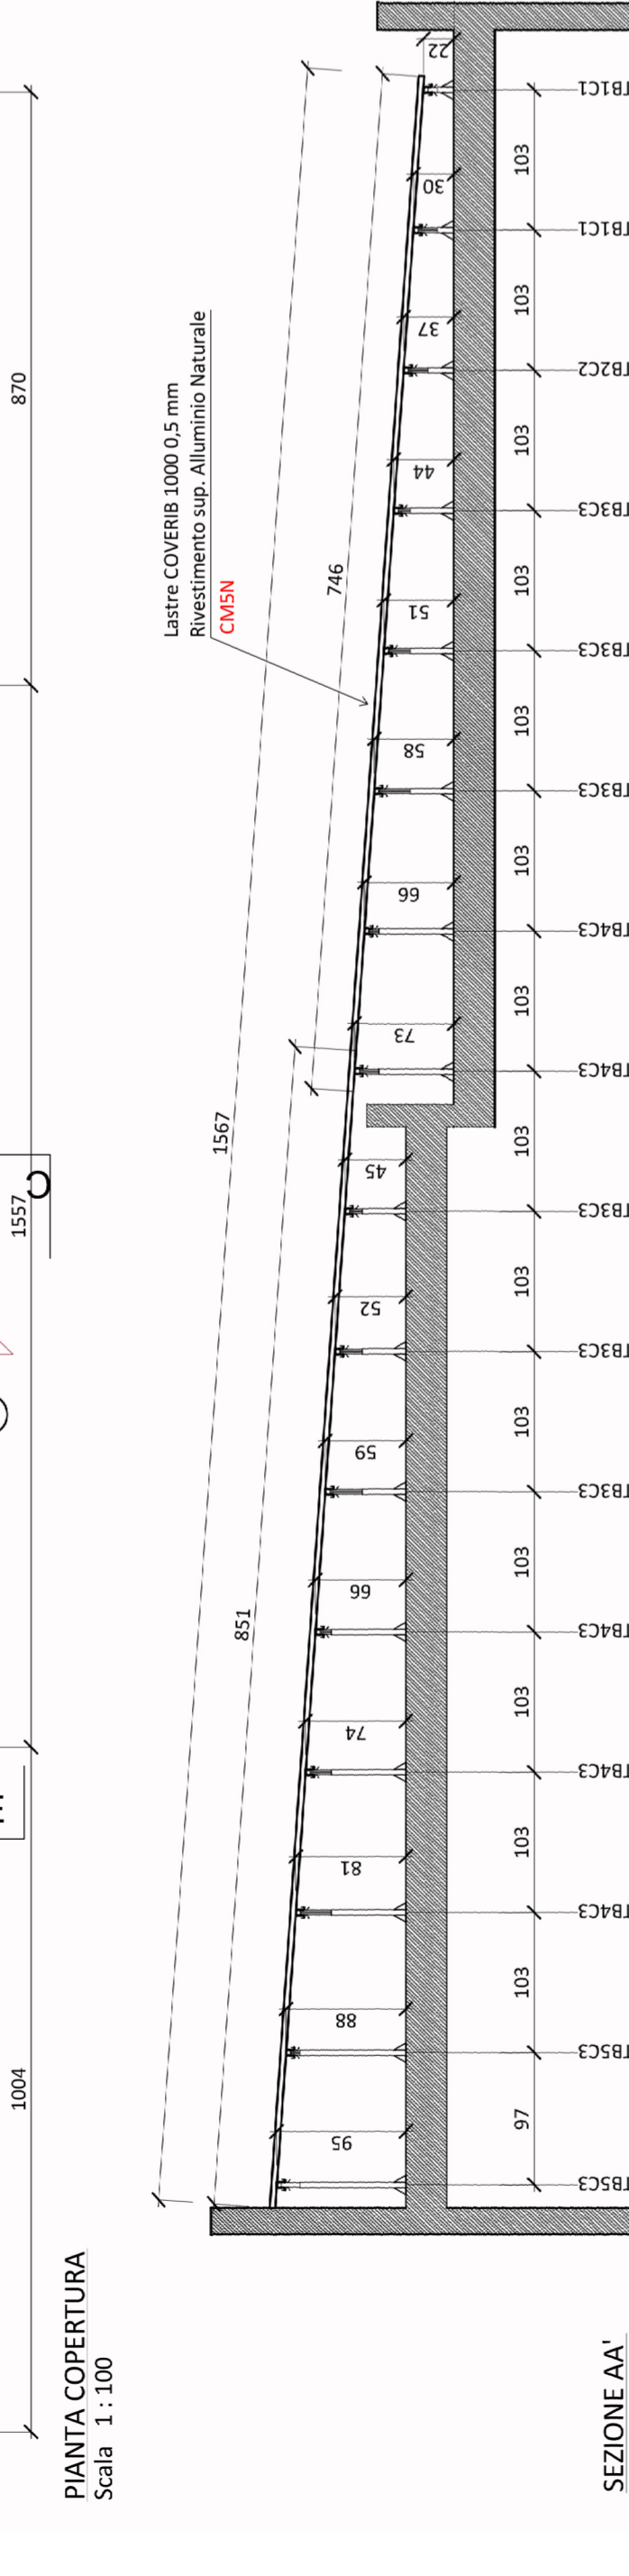 870
1557
1004
C
PIANTA COPERTURA
Scala 1 : 100
Lastre COVERIB 1000 0,5 mm
Rivestimento sup. Alluminio Naturale
CM5N
1567
746
851
22
30
37
44
51
58
66
73
45
52
59
66
74
81
88
95
103
103
103
103
103
103
103
103
103
103
103
103
103
103
97
TB1C1
TB1C1
TB2C2
TB3C3
TB3C3
TB3C3
TB4C3
TB4C3
TB3C3
TB3C3
TB3C3
TB4C3
TB4C3
TB4C3
TB5C3
TB5C3
SEZIONE AA'